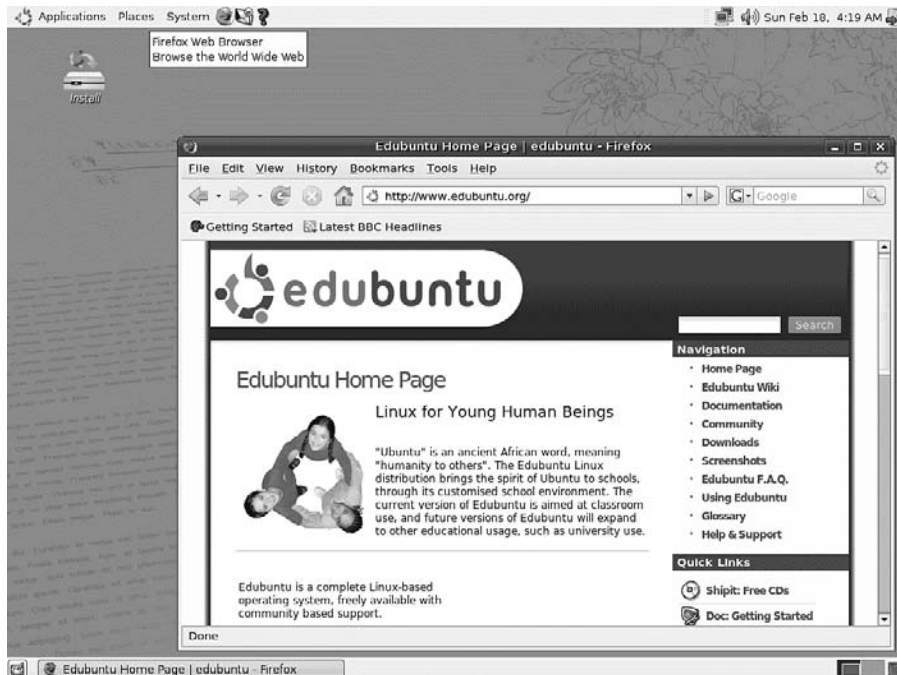 Applications Places System Sun Feb 18, 4:19 AM
Firefox Web Browser
Browse the World Wide Web
Install
Edubuntu Home Page | edubuntu - Firefox
File Edit View History Bookmarks Tools Help
http://www.edubuntu.org/ G Google
Getting Started Latest BBC Headlines
edubuntu
Search
Edubuntu Home Page
Linux for Young Human Beings
"Ubuntu" is an ancient African word, meaning
"humanity to others". The Edubuntu Linux
distribution brings the spirit of Ubuntu to schools,
through its customised school environment. The
current version of Edubuntu is aimed at classroom
use, and future versions of Edubuntu will expand
to other educational usage, such as university use.
Edubuntu is a complete Linux-based
operating system, freely available with
community based support.
Navigation
Home Page
Edubuntu Wiki
Documentation
Community
Downloads
Screenshots
Edubuntu F.A.Q.
Using Edubuntu
Glossary
Help & Support
Quick Links
Shipit: Free CDs
Doc: Getting Started
Done
Edubuntu Home Page | edubuntu - Firefox